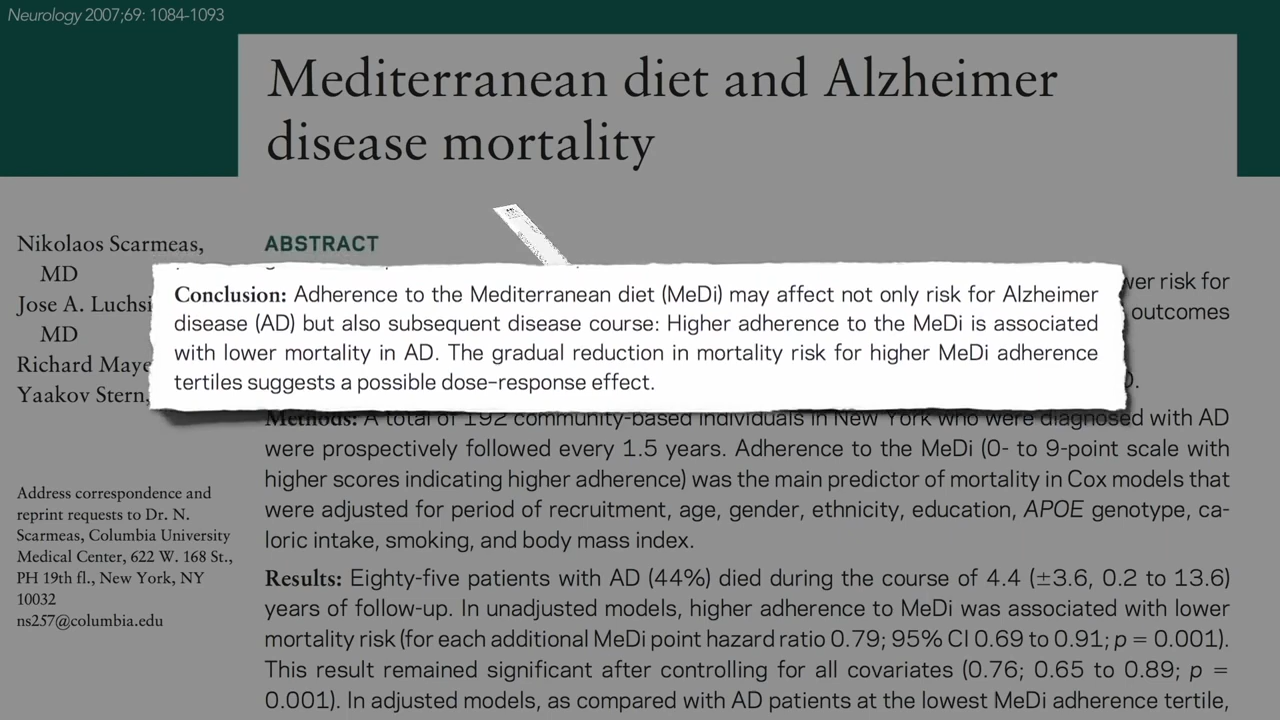 Neurology 2007;69: 1084-1093
Mediterranean diet and Alzheimer
disease mortality
Nikolaos Scarmeas,
MD
Jose A. Luchsi
MD
Richard Maye
Yaakov Stern,
ABSTRACT
wer risk for
outcomes
Conclusion: Adherence to the Mediterranean diet (MeDi) may affect not only risk for Alzheimer
disease (AD) but also subsequent disease course: Higher adherence to the MeDi is associated
with lower mortality in AD. The gradual reduction in mortality risk for higher MeDi adherence
tertiles suggests a possible dose-response effect.
Methods: A total of 192 community-based individuals in New York who were diagnosed with AD
were prospectively followed every 1.5 years. Adherence to the MeDi (0- to 9-point scale with
higher scores indicating higher adherence) was the main predictor of mortality in Cox models that
were adjusted for period of recruitment, age, gender, ethnicity, education, APOE genotype, ca-
loric intake, smoking, and body mass index.
Results: Eighty-five patients with AD (44%) died during the course of 4.4 (±3.6, 0.2 to 13.6)
years of follow-up. In unadjusted models, higher adherence to MeDi was associated with lower
mortality risk (for each additional MeDi point hazard ratio 0.79; 95% CI 0.69 to 0.91; p = 0.001).
This result remained significant after controlling for all covariates (0.76; 0.65 to 0.89; p =
0.001). In adjusted models, as compared with AD patients at the lowest MeDi adherence tertile,
Address correspondence and
reprint requests to Dr. N.
Scarmeas, Columbia University
Medical Center, 622 W. 168 St.,
PH 19th fl., New York, NY
10032
ns257@columbia.edu